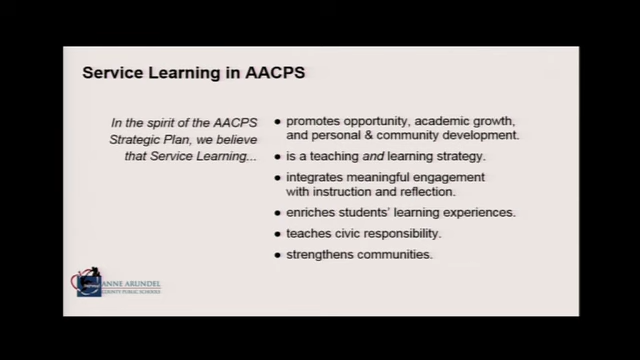 Service Learning in AACPS
In the spirit of the AACPS
Strategic Plan, we believe
that Service Learning...
● promotes opportunity, academic growth,
and personal & community development.
● is a teaching and learning strategy.
● integrates meaningful engagement
with instruction and reflection.
● enriches students' learning experiences.
● teaches civic responsibility.
● strengthens communities.
ANNE ARUNDEL
COUNTY PUBLIC SCHOOLS